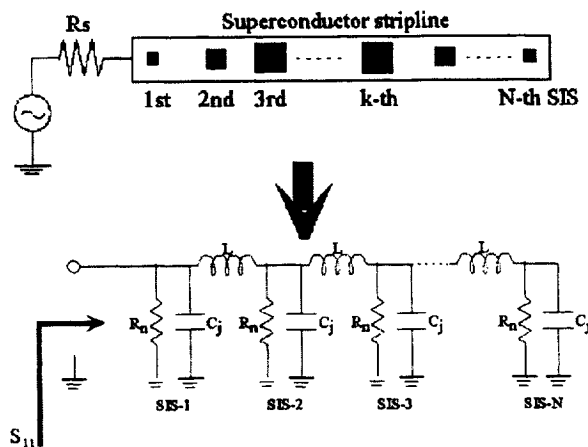 Superconductor stripline
Rs
1st 2nd 3rd k-th N-th SIS
L L L
Rn Cj Rn Cj Rn Cj Rn Cj
SIS-1 SIS-2 SIS-3 SIS-N
S11